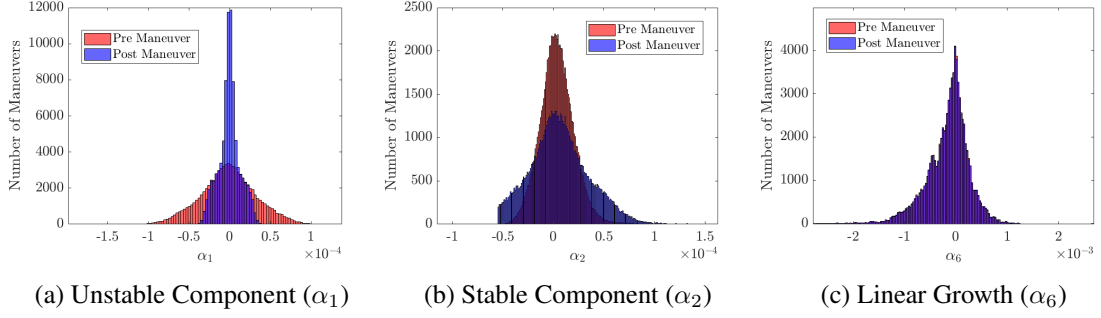 12000
10000
8000
6000
4000
2000
0
Number of Maneuvers
Pre Maneuver
Post Maneuver
-1.5 -1 -0.5 0 0.5 1
α₁
×10⁻⁴
(a) Unstable Component (α₁)
2500
2000
1500
1000
500
0
Number of Maneuvers
Pre Maneuver
Post Maneuver
-1 -0.5 0 0.5 1 1.5
α₂
×10⁻⁴
(b) Stable Component (α₂)
4000
3000
2000
1000
0
Number of Maneuvers
Pre Maneuver
Post Maneuver
-2 -1 0 1 2
α₆
×10⁻³
(c) Linear Growth (α₆)